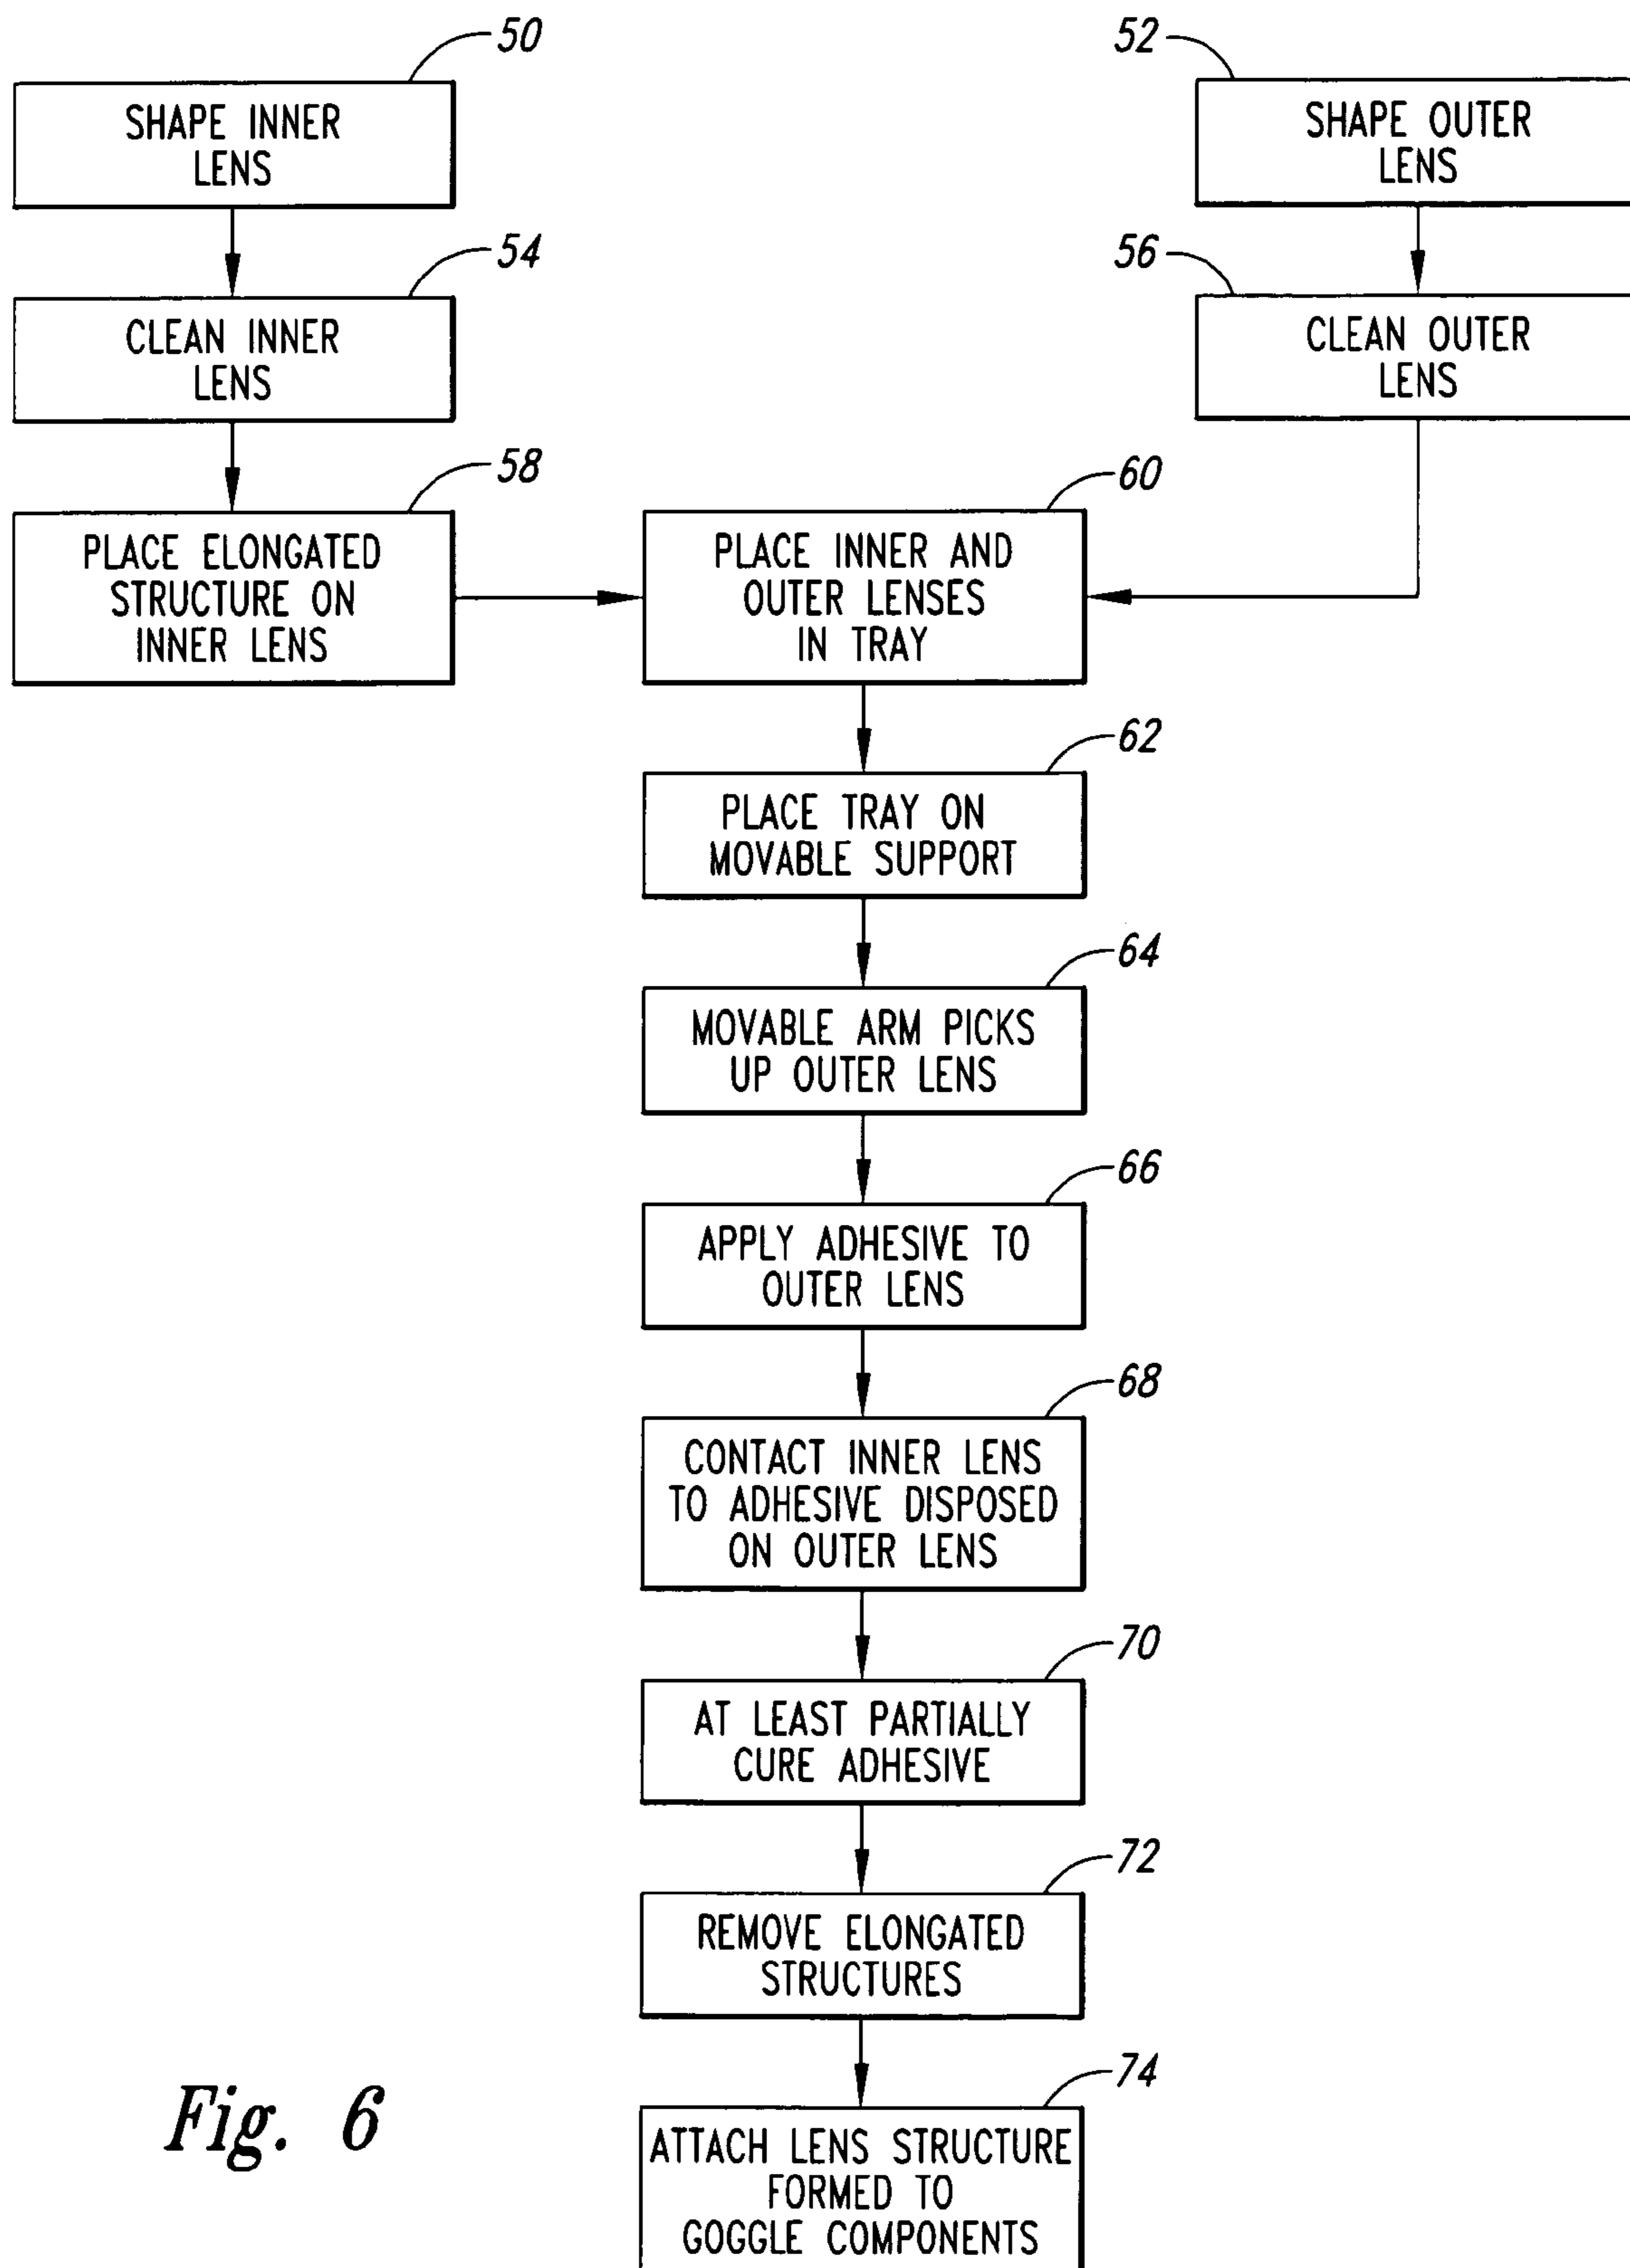 50
SHAPE INNER
LENS
52
SHAPE OUTER
LENS
54
CLEAN INNER
LENS
56
CLEAN OUTER
LENS
58
PLACE ELONGATED
STRUCTURE ON
INNER LENS
60
PLACE INNER AND
OUTER LENSES
IN TRAY
62
PLACE TRAY ON
MOVABLE SUPPORT
64
MOVABLE ARM PICKS
UP OUTER LENS
66
APPLY ADHESIVE TO
OUTER LENS
68
CONTACT INNER LENS
TO ADHESIVE DISPOSED
ON OUTER LENS
70
AT LEAST PARTIALLY
CURE ADHESIVE
72
REMOVE ELONGATED
STRUCTURES
74
ATTACH LENS STRUCTURE
FORMED TO
GOGGLE COMPONENTS
Fig. 6